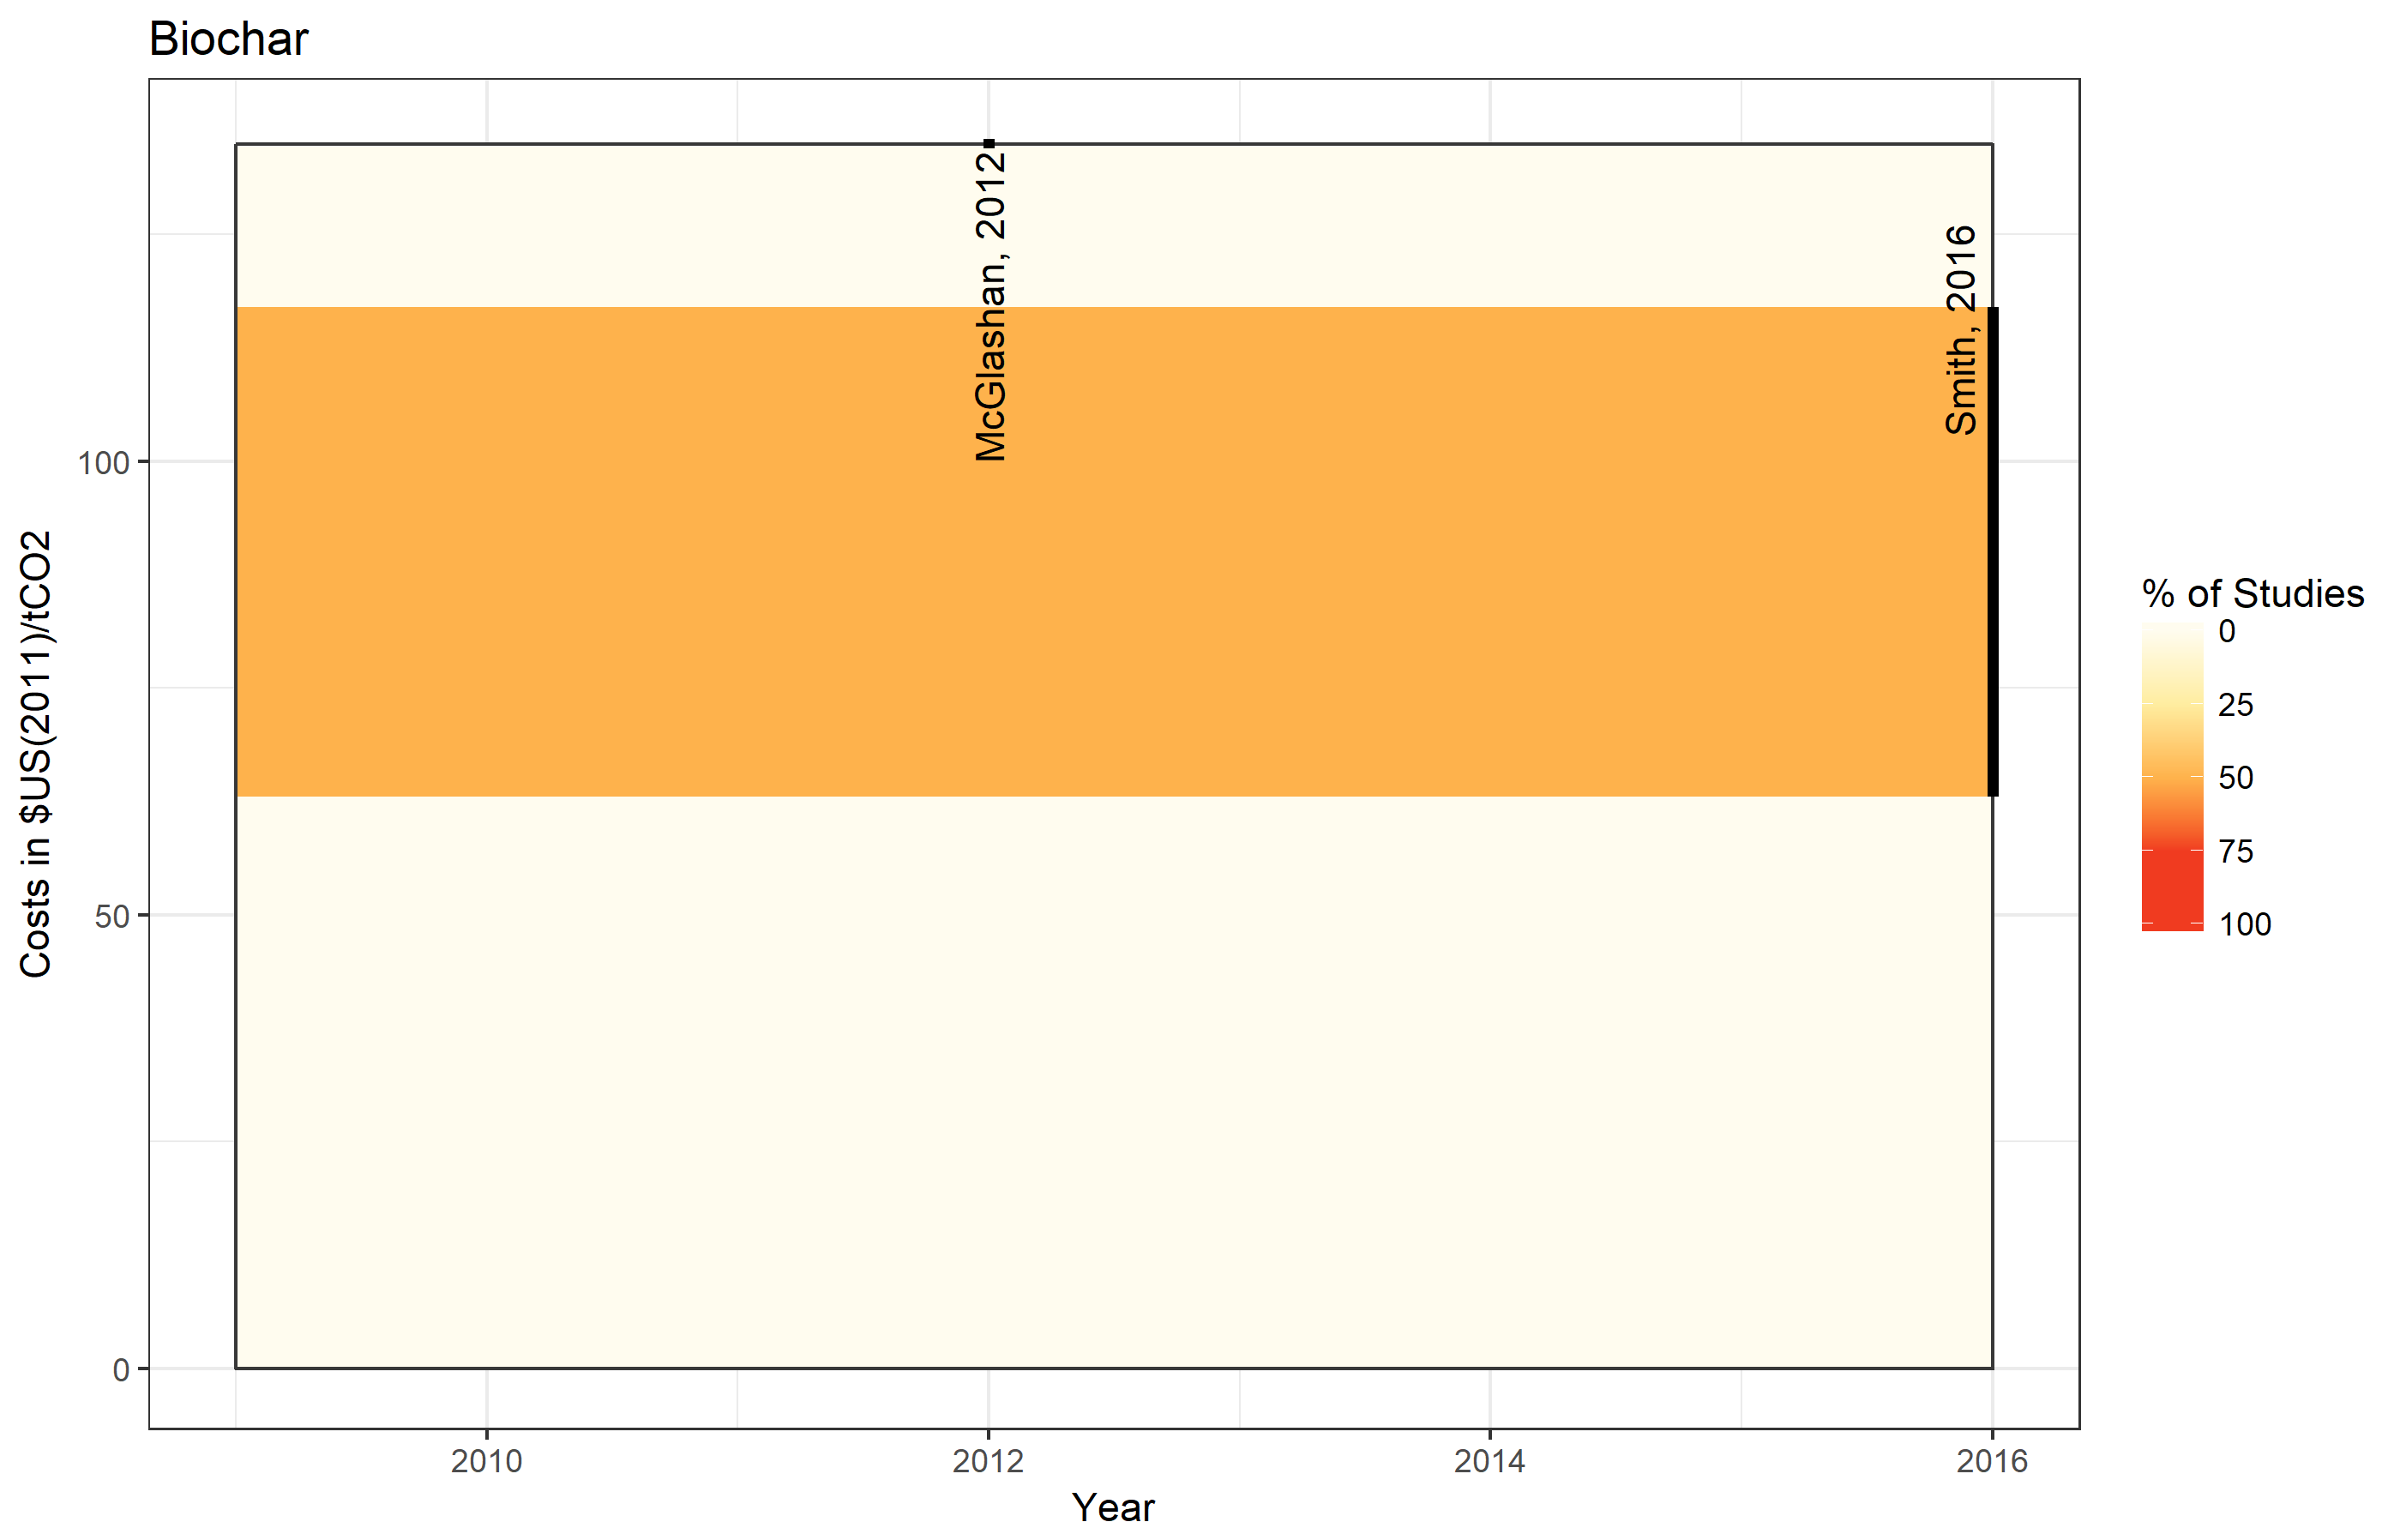 Biochar
McGlashan, 2012
Smith, 2016
100
50
0
Costs in $US(2011)/tCO2
2010
2012
2014
2016
Year
% of Studies
0
25
50
75
100